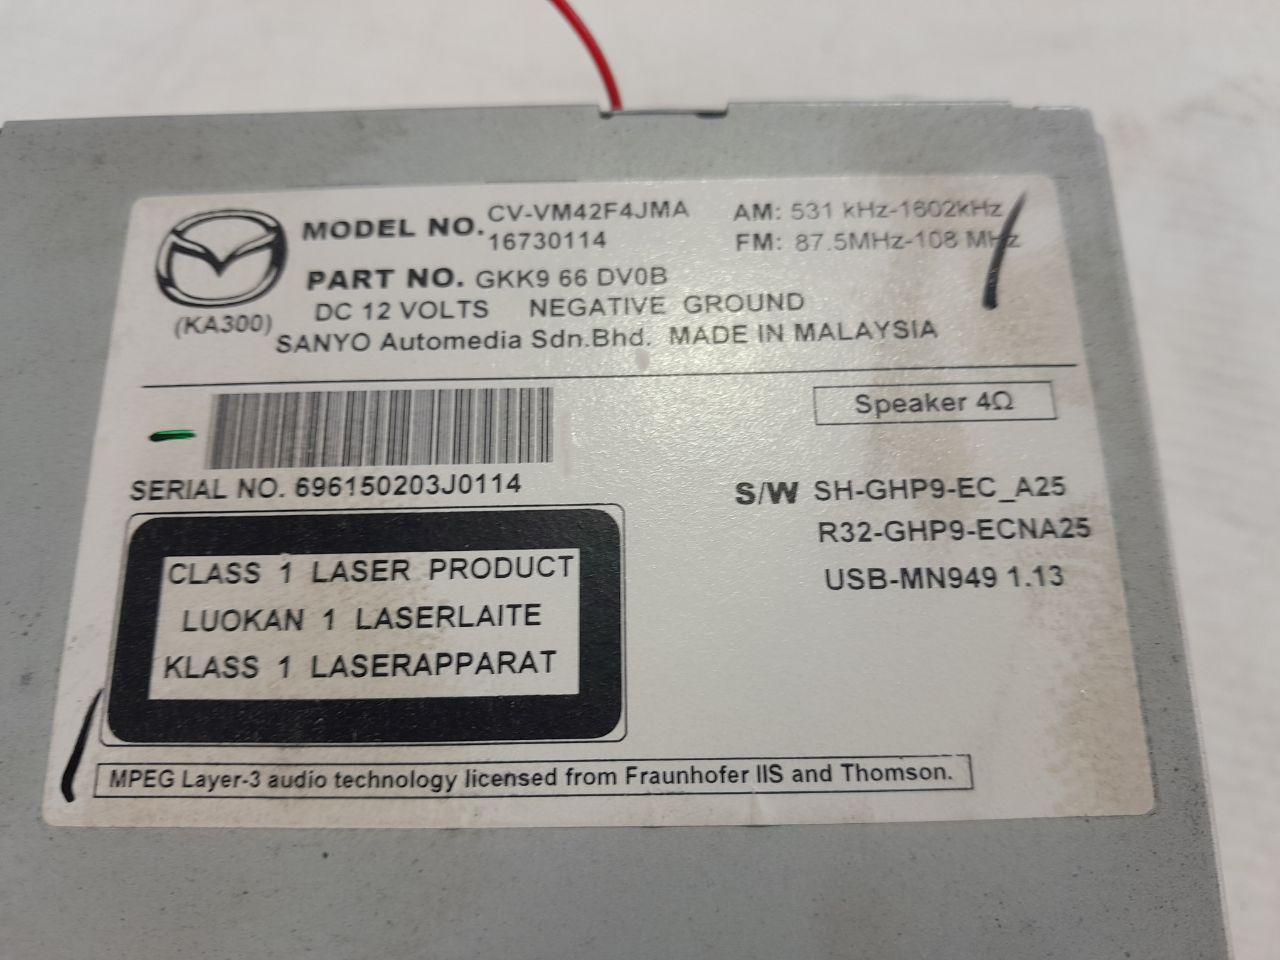 MODEL NO. CV-VM42F4JMA
16730114
AM: 531 kHz-1602kHz
FM: 87.5MHz-108 MHz
PART NO. GKK9 66 DV0B
(KA300)
DC 12 VOLTS NEGATIVE GROUND
SANYO Automedia Sdn.Bhd. MADE IN MALAYSIA
Speaker 4Ω
SERIAL NO. 696150203J0114
S/W SH-GHP9-EC_A25
R32-GHP9-ECNA25
USB-MN949 1.13
CLASS 1 LASER PRODUCT
LUOKAN 1 LASERLAITE
KLASS 1 LASERAPPARAT
MPEG Layer-3 audio technology licensed from Fraunhofer IIS and Thomson.